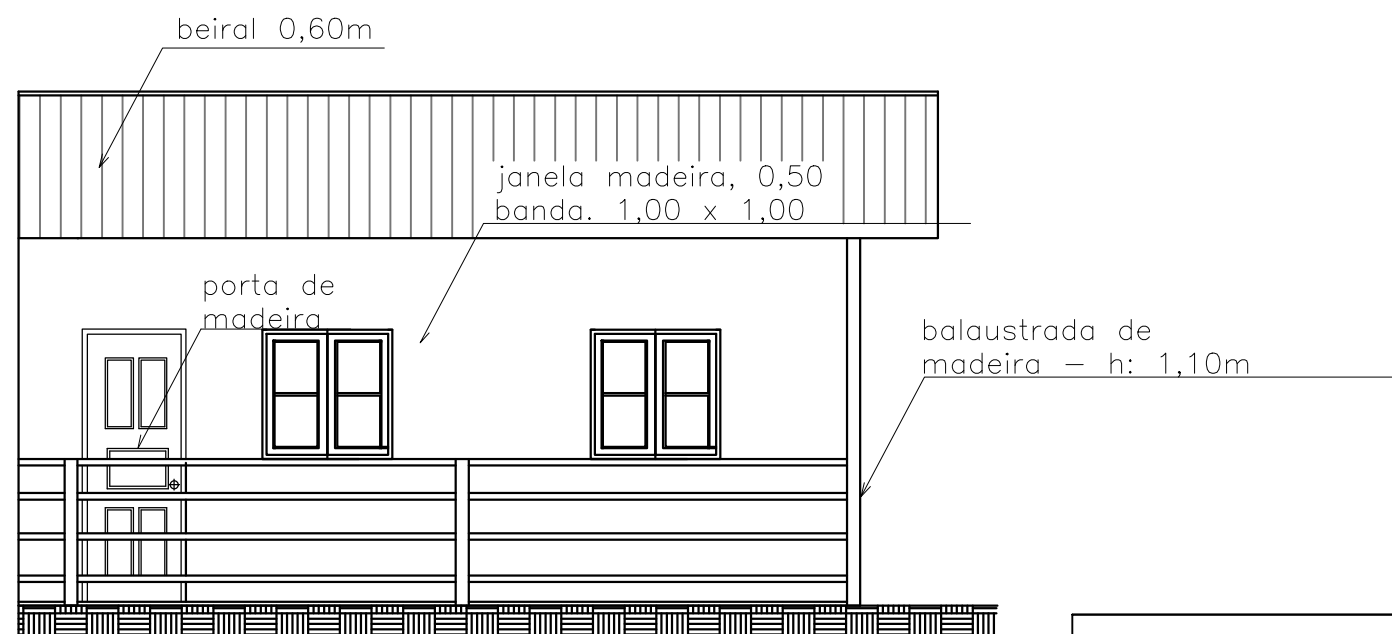 beiral 0,60m
janela madeira, 0,50
banda. 1,00 x 1,00
porta de
madeira
balaustrada de
madeira – h: 1,10m